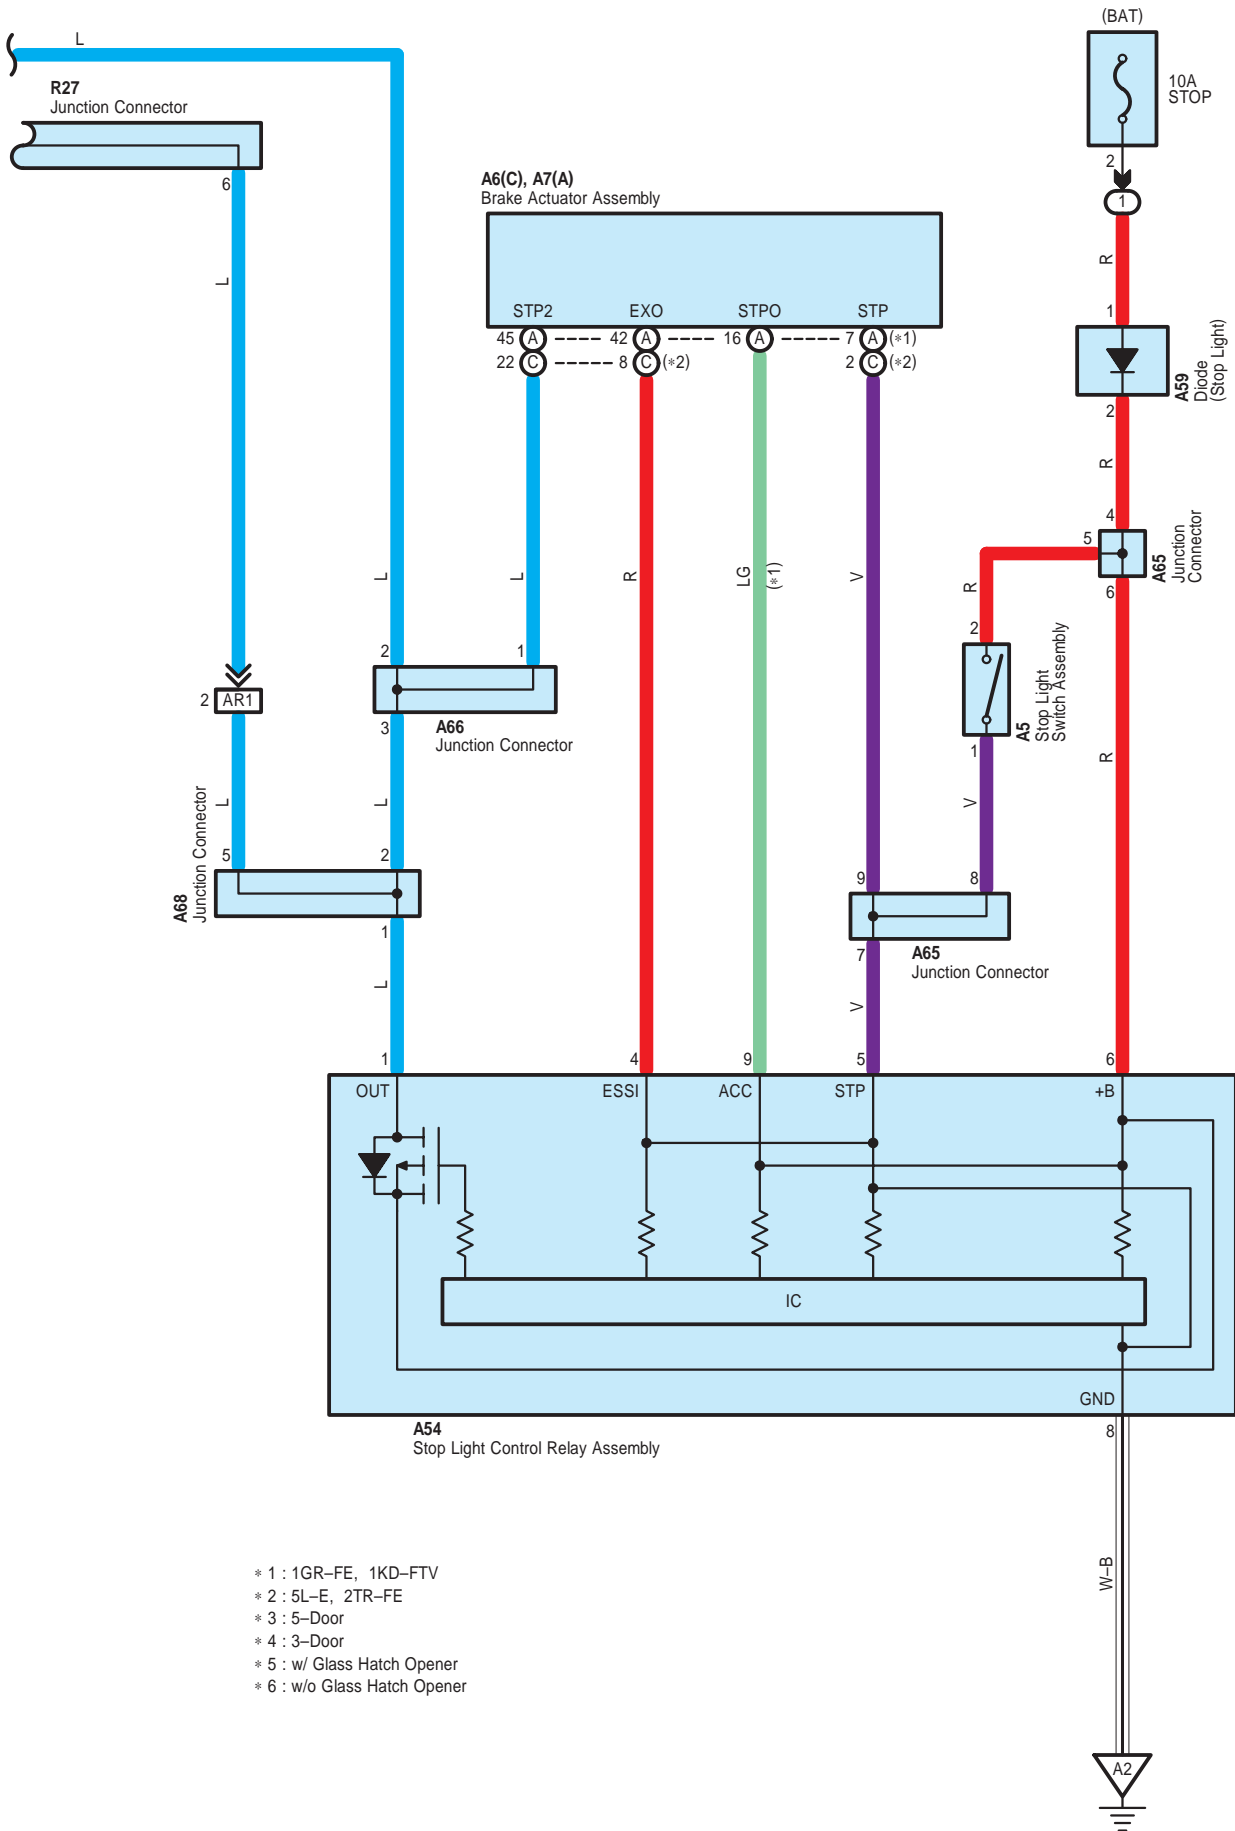 (BAT)
L
10A
STOP
R27
Junction Connector
2
1
6
A6(C), A7(A)
Brake Actuator Assembly
R
L
STP2 EXO STPO STP
45 A 42 A 16 A 7 A (*1)
22 C 8 C (*2) 2 C (*2)
1
A59
Diode
(Stop Light)
2
R
4
5
A65
Junction
Connector
6
L
L
R
LG
(*1)
V
R
2
A5
Stop Light
Switch Assembly
1
2
1
2 AR1
3
A66
Junction Connector
R
L
L
V
A68
Junction Connector
5
2
9
8
1
7
A65
Junction Connector
L
V
1
4
9
5
6
OUT ESSI ACC STP +B
IC
GND
A54
Stop Light Control Relay Assembly
8
W–B
* 1 : 1GR–FE, 1KD–FTV
* 2 : 5L–E, 2TR–FE
* 3 : 5–Door
* 4 : 3–Door
* 5 : w/ Glass Hatch Opener
* 6 : w/o Glass Hatch Opener
A2